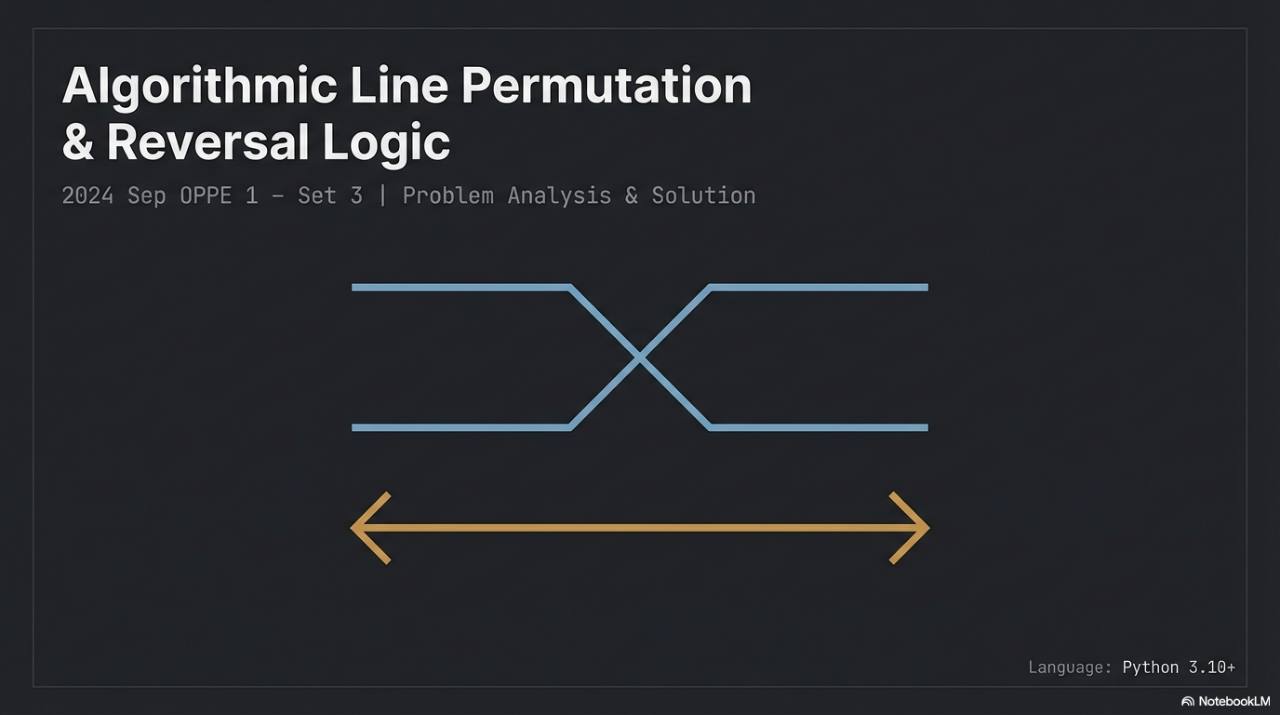 Algorithmic Line Permutation
& Reversal Logic
2024 Sep OPPE 1 – Set 3 | Problem Analysis & Solution
Language: Python 3.10+
NotebookLM